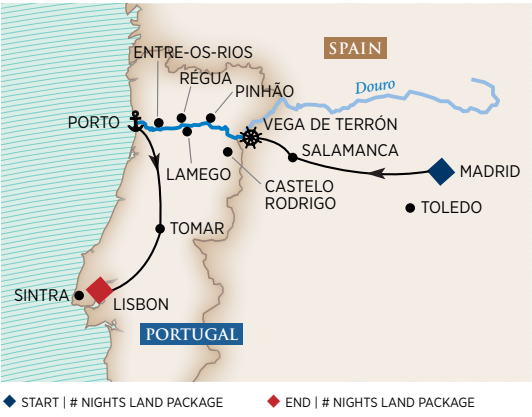 ENTRE-OS-RIOS
SPAIN
RÉGUA
PINHÃO
Douro
PORTO
VEGA DE TERRÓN
SALAMANCA
LAMEGO
MADRID
CASTELO
RODRIGO
TOLEDO
TOMAR
SINTRA
LISBON
PORTUGAL
START | # NIGHTS LAND PACKAGE
END | # NIGHTS LAND PACKAGE